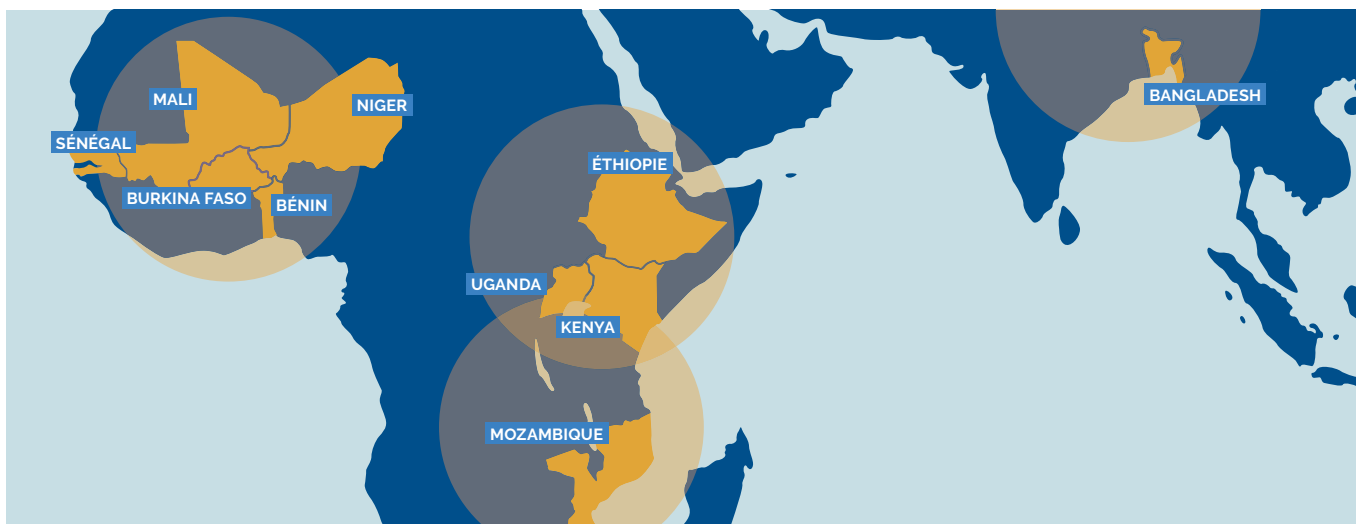 MALI
NIGER
SÉNÉGAL
BURKINA FASO
BÉNIN
ÉTHIOPIE
UGANDA
KENYA
MOZAMBIQUE
BANGLADESH